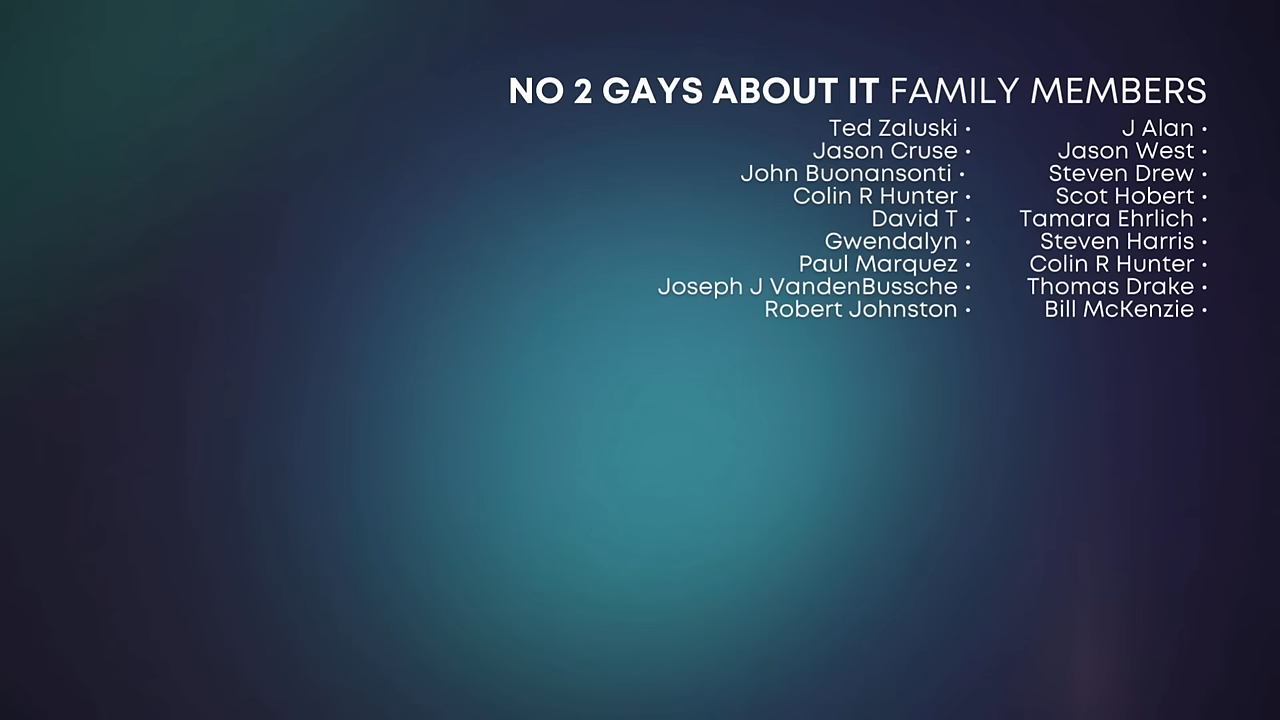 NO 2 GAYS ABOUT IT FAMILY MEMBERS
Ted Zaluski •
Jason Cruse •
John Buonansonti •
Colin R Hunter •
David T •
Gwendalyn •
Paul Marquez •
Joseph J VandenBussche •
Robert Johnston •
J Alan •
Jason West •
Steven Drew •
Scot Hobert •
Tamara Ehrlich •
Steven Harris •
Colin R Hunter •
Thomas Drake •
Bill McKenzie •